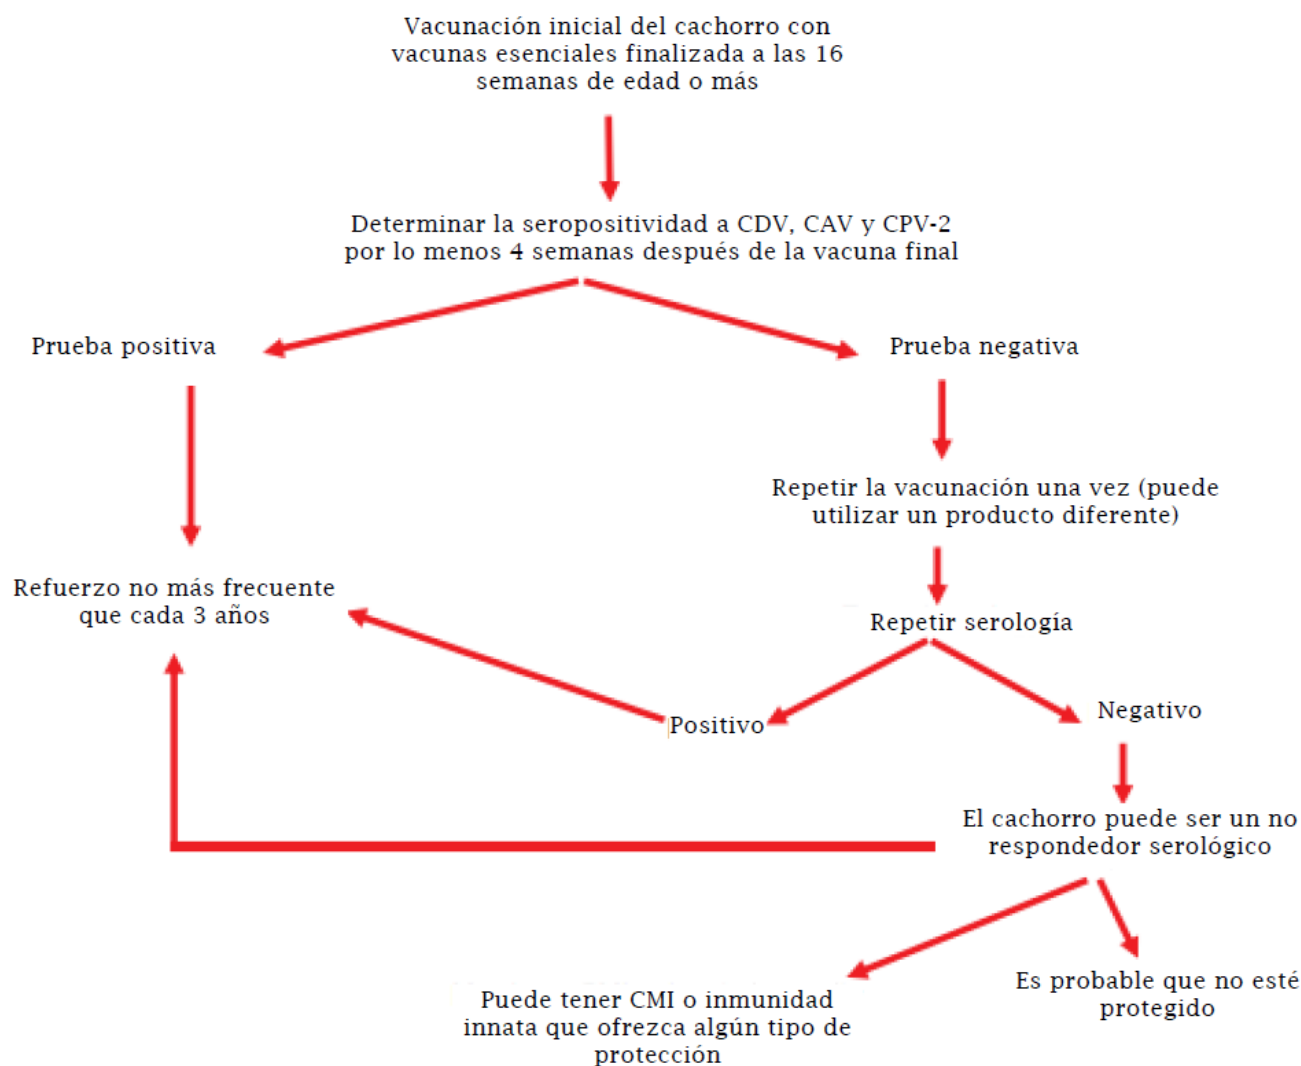 Vacunación inicial del cachorro con
vacunas esenciales finalizada a las 16
semanas de edad o más
Determinar la seropositividad a CDV, CAV y CPV-2
por lo menos 4 semanas después de la vacuna final
Prueba positiva
Prueba negativa
Repetir la vacunación una vez (puede
utilizar un producto diferente)
Refuerzo no más frecuente
que cada 3 años
Repetir serología
Positivo
Negativo
El cachorro puede ser un no
respondedor serológico
Puede tener CMI o inmunidad
innata que ofrezca algún tipo de
protección
Es probable que no esté
protegido